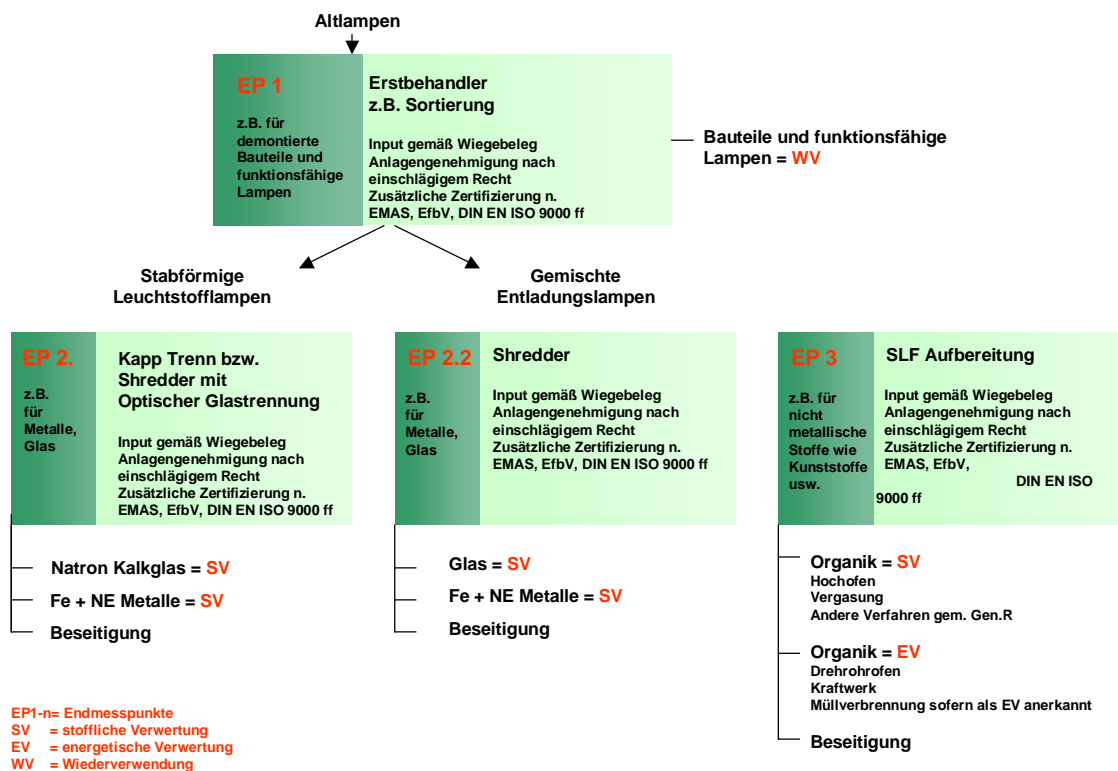 Altlampen
EP 1
z.B. für
demontierte
Bauteile und
funktionsfähige
Lampen
Erstbehandler
z.B. Sortierung
Input gemäß Wiegebeleg
Anlagengenehmigung nach
einschlägigem Recht
Zusätzliche Zertifizierung n.
EMAS, EfbV, DIN EN ISO 9000 ff
Bauteile und funktionsfähige
Lampen = WV
Stabförmige
Leuchtstofflampen
Gemischte
Entladungslampen
EP 2.
z.B.
für
Metalle,
Glas
Kapp Trenn bzw.
Shredder mit
Optischer Glastrennung
Input gemäß Wiegebeleg
Anlagengenehmigung nach
einschlägigem Recht
Zusätzliche Zertifizierung n.
EMAS, EfbV, DIN EN ISO 9000 ff
Natron Kalkglas = SV
Fe + NE Metalle = SV
Beseitigung
EP 2.2
z.B.
für
Metalle,
Glas
Shredder
Input gemäß Wiegebeleg
Anlagengenehmigung nach
einschlägigem Recht
Zusätzliche Zertifizierung n.
EMAS, EfbV, DIN EN ISO 9000 ff
Glas = SV
Fe + NE Metalle = SV
Beseitigung
EP 3
z.B. für
nicht
metallische
Stoffe wie
Kunststoffe
usw.
SLF Aufbereitung
Input gemäß Wiegebeleg
Anlagengenehmigung nach
einschlägigem Recht
Zusätzliche Zertifizierung n.
EMAS, EfbV,
DIN EN ISO
9000 ff
Organik = SV
Hochofen
Vergasung
Andere Verfahren gem. Gen.R
Organik = EV
Drehrohrofen
Kraftwerk
Müllverbrennung sofern als EV anerkannt
Beseitigung
EP1-n= Endmesspunkte
SV = stoffliche Verwertung
EV = energetische Verwertung
WV = Wiederverwendung